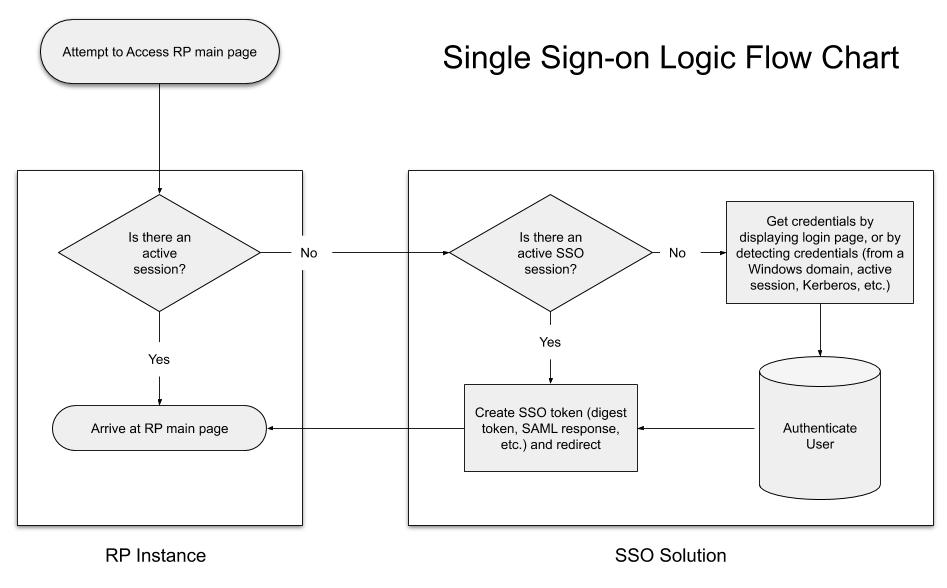 Attempt to Access RP main page
Single Sign-on Logic Flow Chart
Is there an
active
session?
No
Is there an
active SSO
session?
No
Get credentials by
displaying login page, or by
detecting credentials (from a
Windows domain, active
session, Kerberos, etc.)
Yes
Yes
Arrive at RP main page
Create SSO token (digest
token, SAML response,
etc.) and redirect
Authenticate
User
RP Instance
SSO Solution